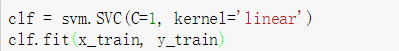 clf = svm.SVC(C=1, kernel='linear')
clf.fit(x_train, y_train)